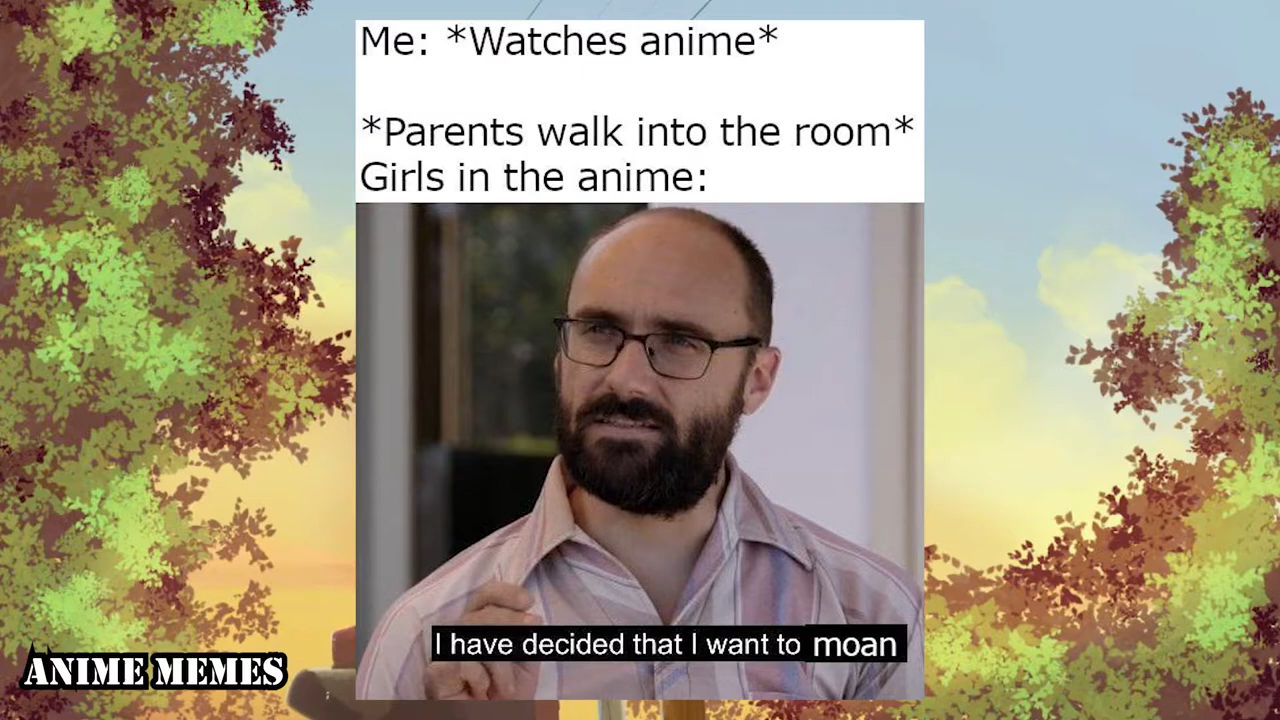 Me: *Watches anime*
*Parents walk into the room*
Girls in the anime:
I have decided that I want to moan
ANIME MEMES